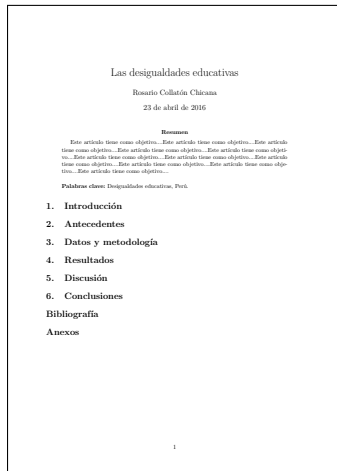 Las desigualdades educativas
Rosario Collatón Chicana
23 de abril de 2016
Resumen
Este artículo tiene como objetivo....Este artículo tiene como objetivo....Este artículo
tiene como objetivo....Este artículo tiene como objetivo....Este artículo tiene como objeti-
vo....Este artículo tiene como objetivo....Este artículo tiene como objetivo....Este artículo
tiene como objetivo....Este artículo tiene como objetivo....Este artículo tiene como obje-
tivo....Este artículo tiene como objetivo....
Palabras clave: Desigualdades educativas, Perú.
1. Introducción
2. Antecedentes
3. Datos y metodología
4. Resultados
5. Discusión
6. Conclusiones
Bibliografía
Anexos
1